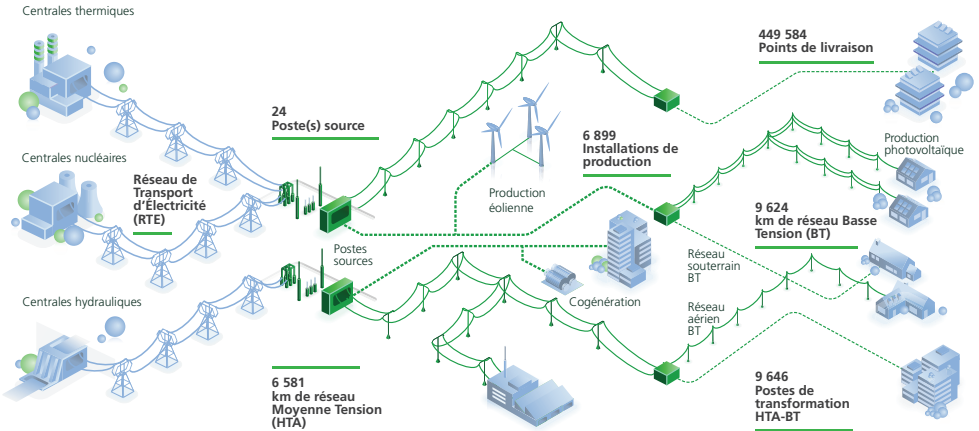 Centrales thermiques
Centrales nucléaires
Réseau de
Transport
d'Électricité
(RTE)
Centrales hydrauliques
24
Poste(s) source
Postes
sources
6 581
km de réseau
Moyenne Tension
(HTA)
Production
éolienne
6 899
Installations de
production
Cogénération
449 584
Points de livraison
Production
photovoltaïque
9 624
km de réseau Basse
Tension (BT)
Réseau
souterrain
BT
Réseau
aérien
BT
9 646
Postes de
transformation
HTA-BT